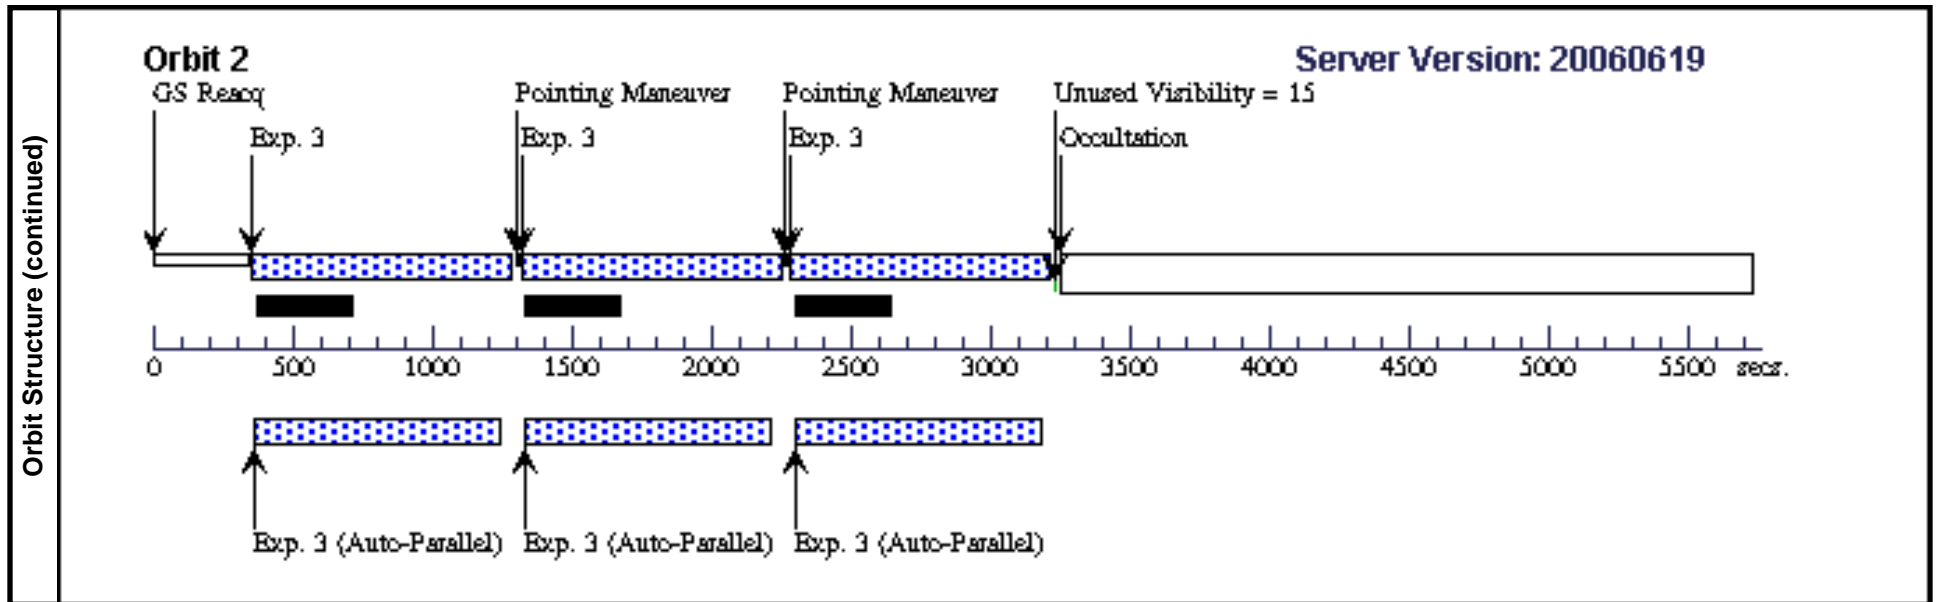 Orbit Structure (continued)
Orbit 2
Server Version: 20060619
GS Reacq
Pointing Maneuver
Pointing Maneuver
Unused Visibility = 15
Exp. 3
Exp. 3
Exp. 3
Occultation
0 500 1000 1500 2000 2500 3000 3500 4000 4500 5000 5500 secs.
Exp. 3 (Auto-Parallel)
Exp. 3 (Auto-Parallel)
Exp. 3 (Auto-Parallel)